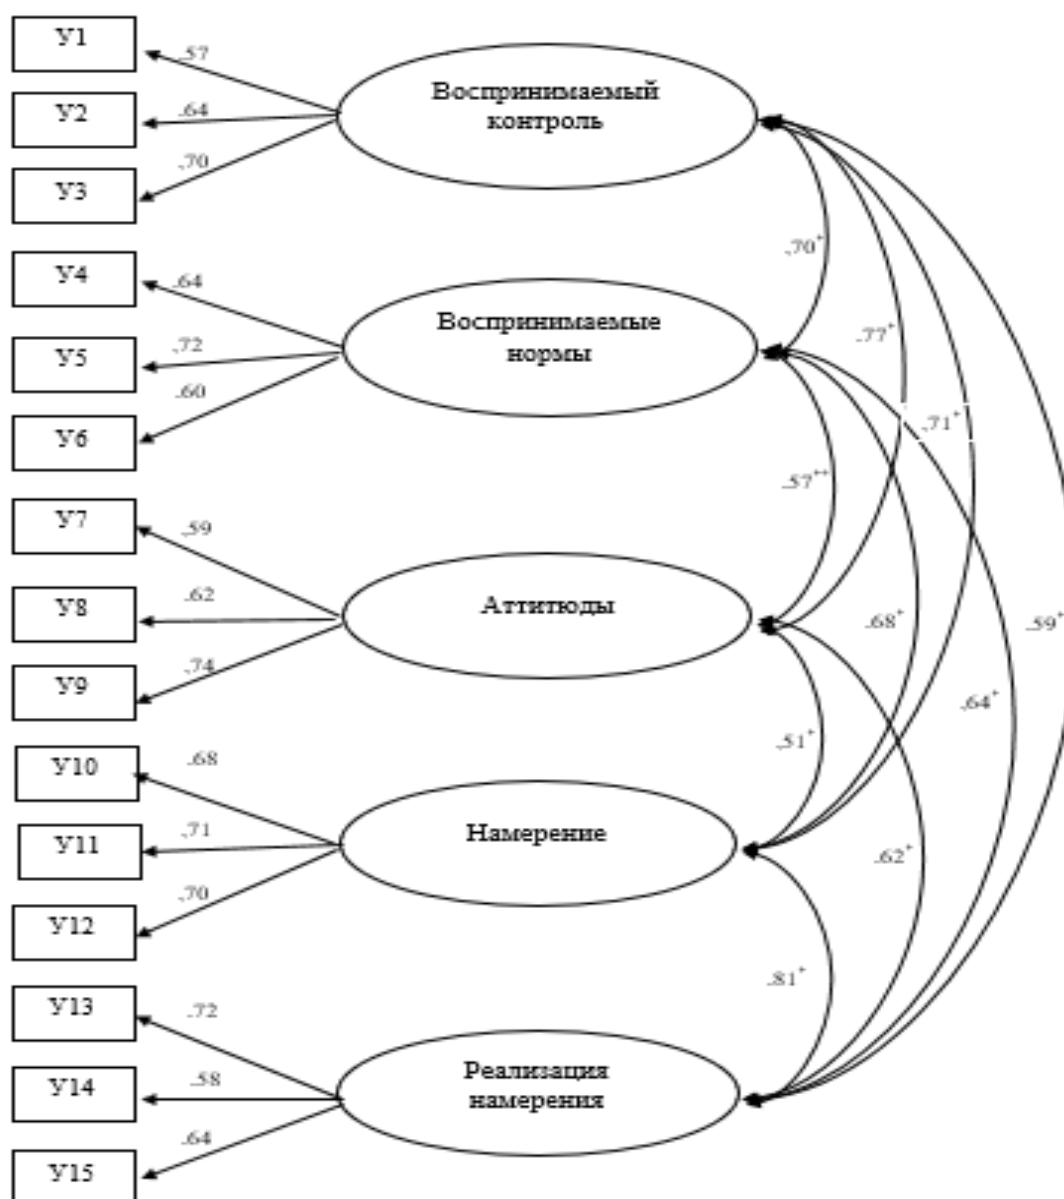 У1
.57
У2
.64
У3
,70
Воспринимаемый
контроль
,70+
У4
.64
У5
,72
У6
.60
Воспринимаемые
нормы
.77+
,71+
.57++
У7
,59
У8
.62
У9
,74
Аттитюды
.68+
.59+
,64+
,51+
У10
.68
У11
,71
У12
,70
Намерение
.62+
.81+
У13
.72
У14
.58
У15
.64
Реализация
намерения